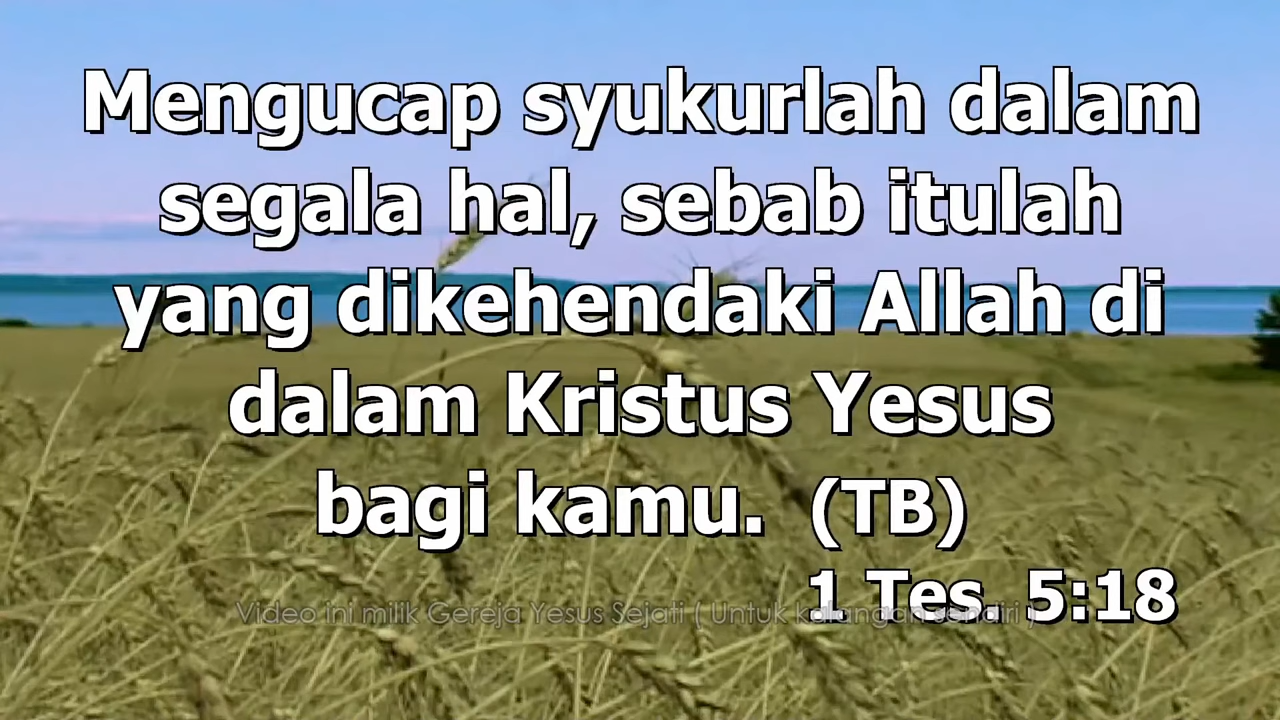 Mengucap syukurlah dalam
segala hal, sebab itulah
yang dikehendaki Allah di
dalam Kristus Yesus
bagi kamu. (TB)
1 Tes. 5:18
Video ini milik Gereja Yesus Sejati ( Untuk kalangan sendiri )